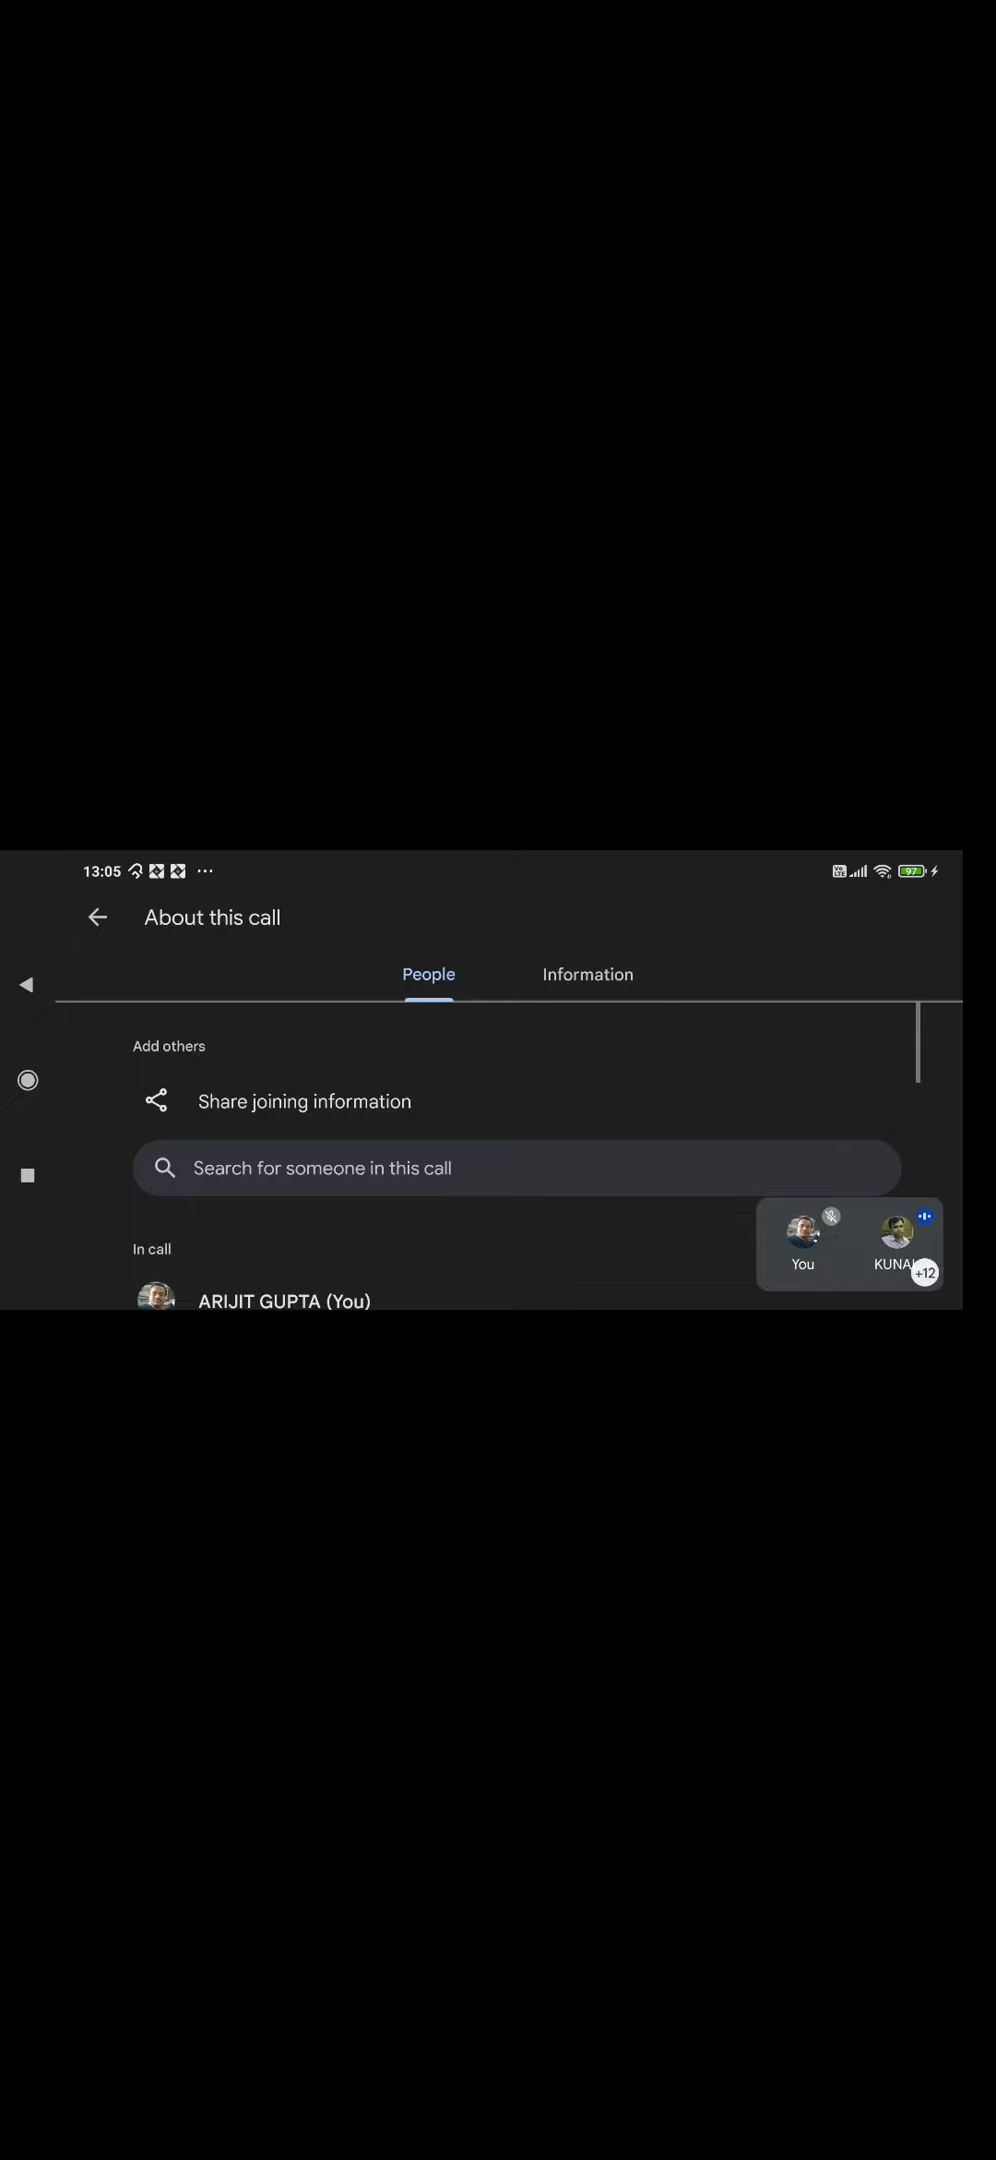 13:05
97
About this call
People
Information
Add others
Share joining information
Search for someone in this call
In call
ARIJIT GUPTA (You)
You
KUNA
+12